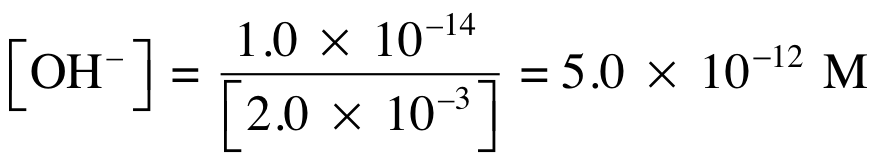 [OH⁻] = 1.0 × 10⁻¹⁴ / [2.0 × 10⁻³] = 5.0 × 10⁻¹² M